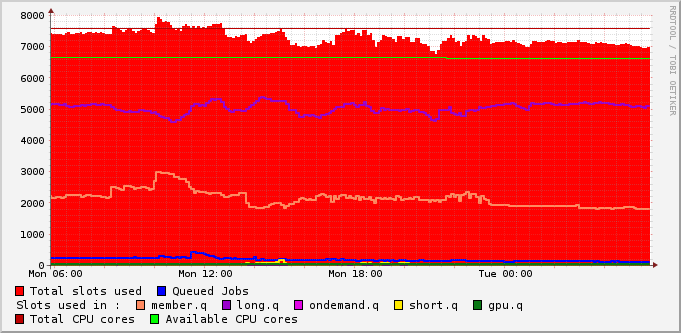 8000
7000
6000
5000
4000
3000
2000
1000
0
Mon 06:00 Mon 12:00 Mon 18:00 Tue 00:00
Total slots used Queued Jobs
Slots used in : member.q long.q ondemand.q short.q gpu.q
Total CPU cores Available CPU cores
RRDTOOL / TOBI OETIKER